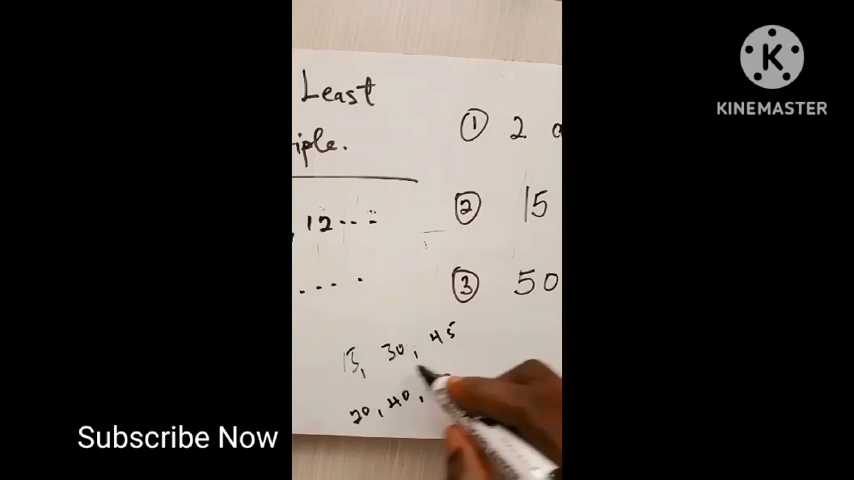 Least
iple.
, 12 ...
.....
① 2
② 15
③ 50
15, 30, 45
20, 40,
KINEMASTER
Subscribe Now